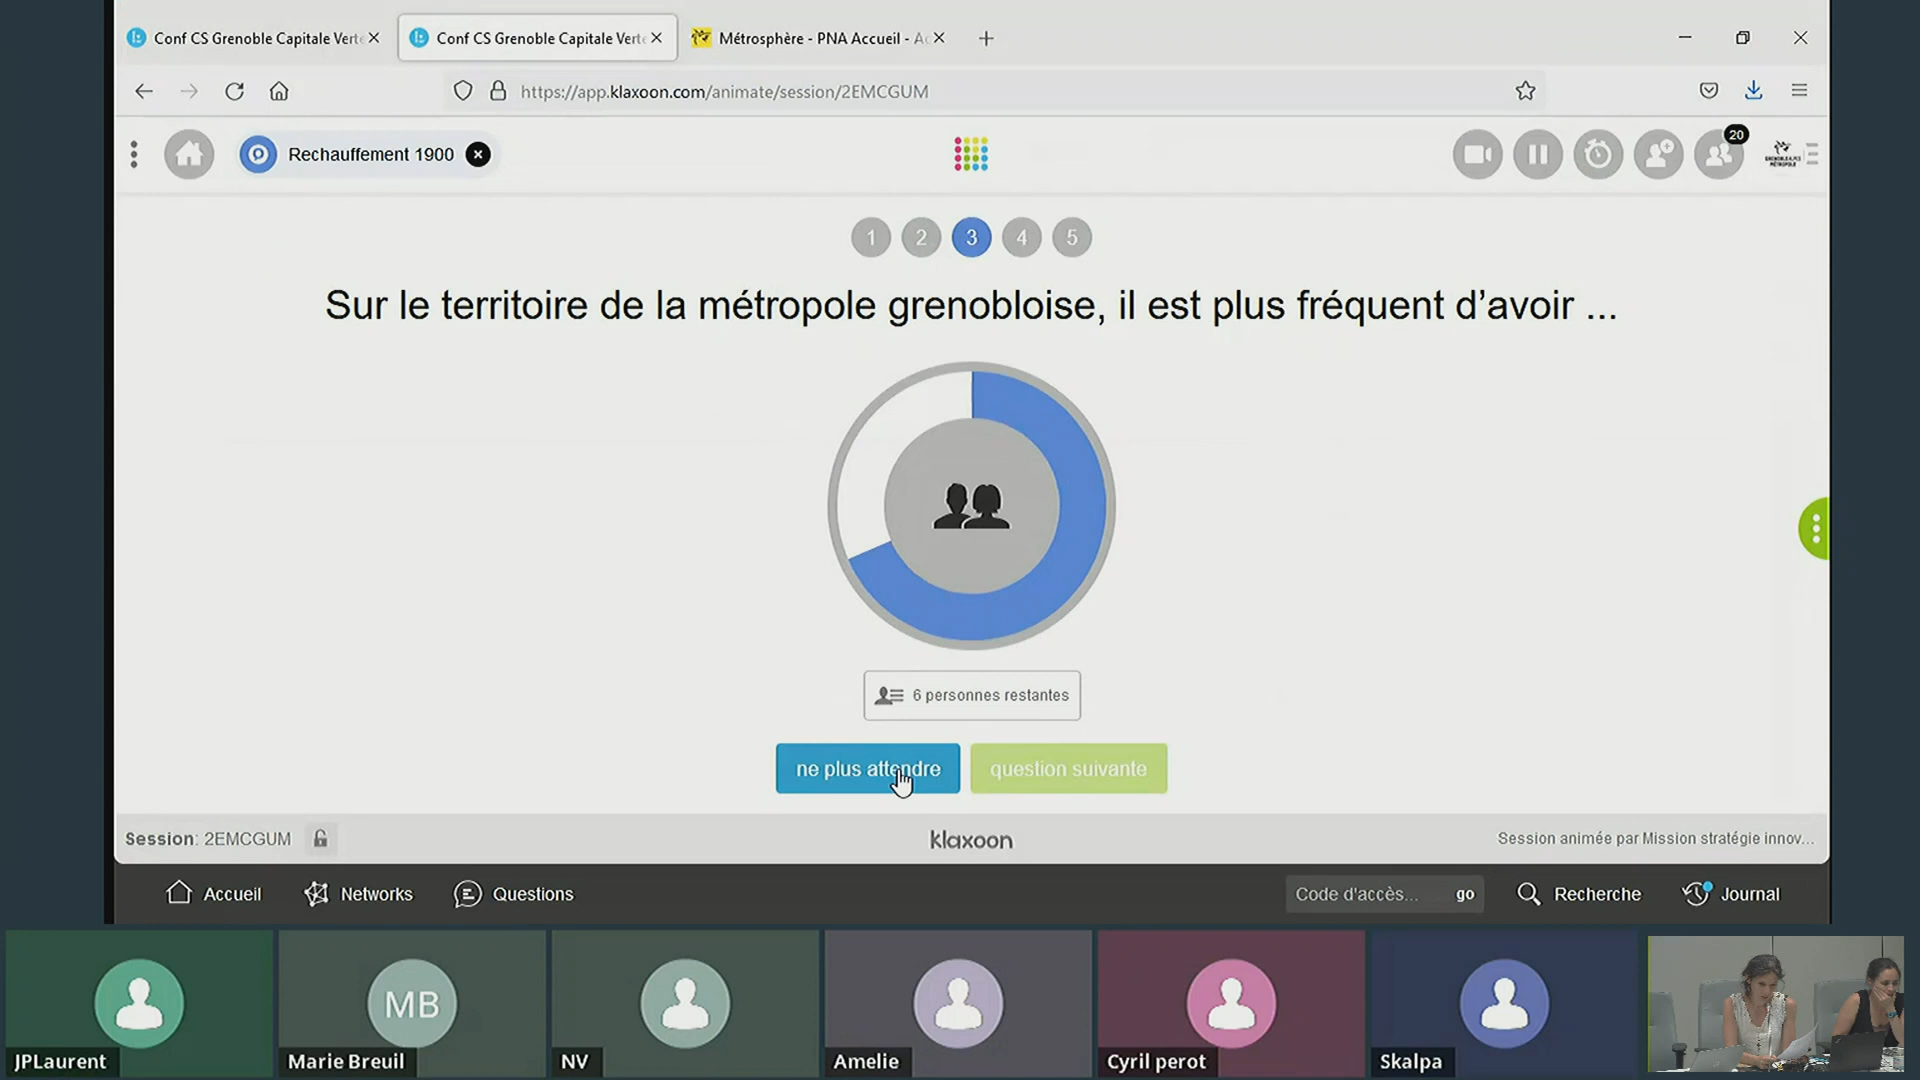 Conf CS Grenoble Capitale Verte
Conf CS Grenoble Capitale Verte
Métrosphère - PNA Accueil - Ac
https://app.klaxoon.com/animate/session/2EMCGUM
Rechauffement 1900
20
1 2 3 4 5
Sur le territoire de la métropole grenobloise, il est plus fréquent d’avoir ...
6 personnes restantes
ne plus attendre
question suivante
Session: 2EMCGUM
klaxoon
Session animée par Mission stratégie innov...
Accueil
Networks
Questions
Code d'accès...
go
Recherche
Journal
MB
JPLaurent
Marie Breuil
NV
Amelie
Cyril perot
Skalpa